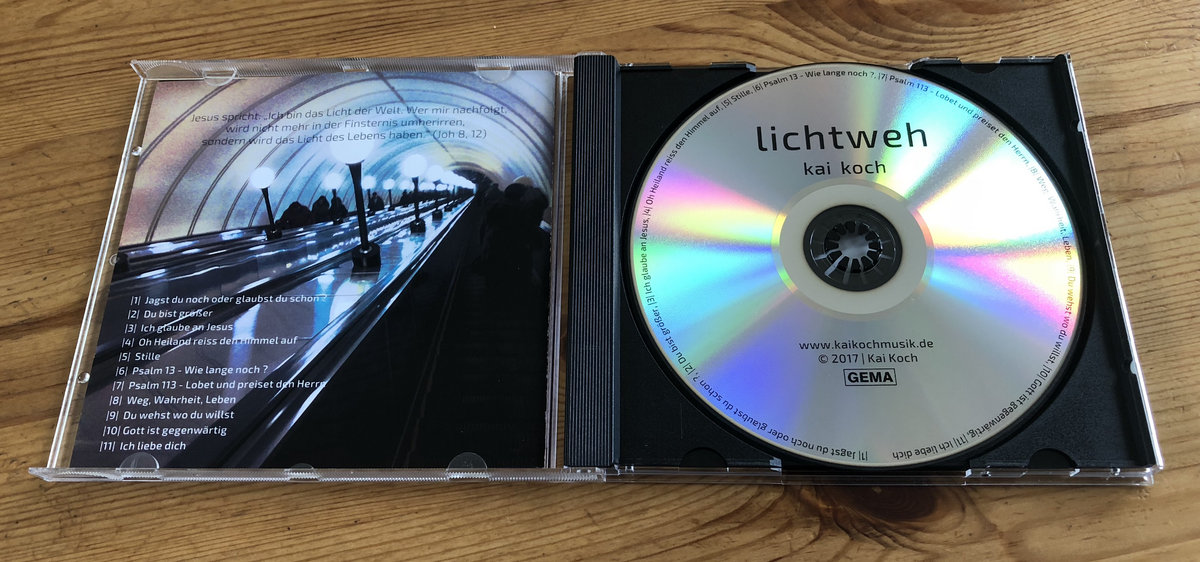 Jesus spricht: „Ich bin das Licht der Welt. Wer mir nachfolgt,
wird nicht mehr in der Finsternis umherirren,
sondern wird das Licht des Lebens haben.“ (Joh 8, 12)
|1| Jagst du noch oder glaubst du schon ?
|2| Du bist größer
|3| Ich glaube an Jesus
|4| Oh Heiland reiss den Himmel auf
|5| Stille
|6| Psalm 13 - Wie lange noch ?
|7| Psalm 113 - Lobet und preiset den Herrn
|8| Weg, Wahrheit, Leben
|9| Du wehst wo du willst
|10| Gott ist gegenwärtig
|11| Ich liebe dich
lichtweh
kai koch
www.kaikochmusik.de
© 2017 | Kai Koch
GEMA
|1| Jagst du noch oder glaubst du schon ?, |2| Du bist größer, |3| Ich glaube an Jesus, |4| Oh Heiland reiss den Himmel auf, |5| Stille, |6| Psalm 13 - Wie lange noch ?, |7| Psalm 113 - Lobet und preiset den Herrn, |8| Weg, Wahrheit, Leben, |9| Du wehst wo du willst, |10| Gott ist gegenwärtig, |11| Ich liebe dich